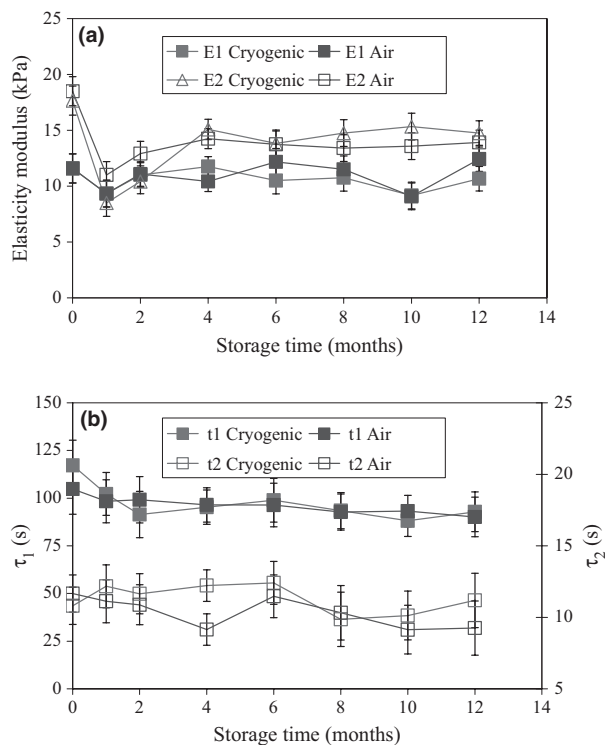 (a)
E1 Cryogenic E1 Air
E2 Cryogenic E2 Air
Elasticity modulus (kPa)
25
20
15
10
5
0
0 2 4 6 8 10 12 14
Storage time (months)
(b)
t1 Cryogenic t1 Air
t2 Cryogenic t2 Air
τ1 (s)
150
125
100
75
50
25
0
25
20
15
10
5
τ2 (s)
0 2 4 6 8 10 12 14
Storage time (months)